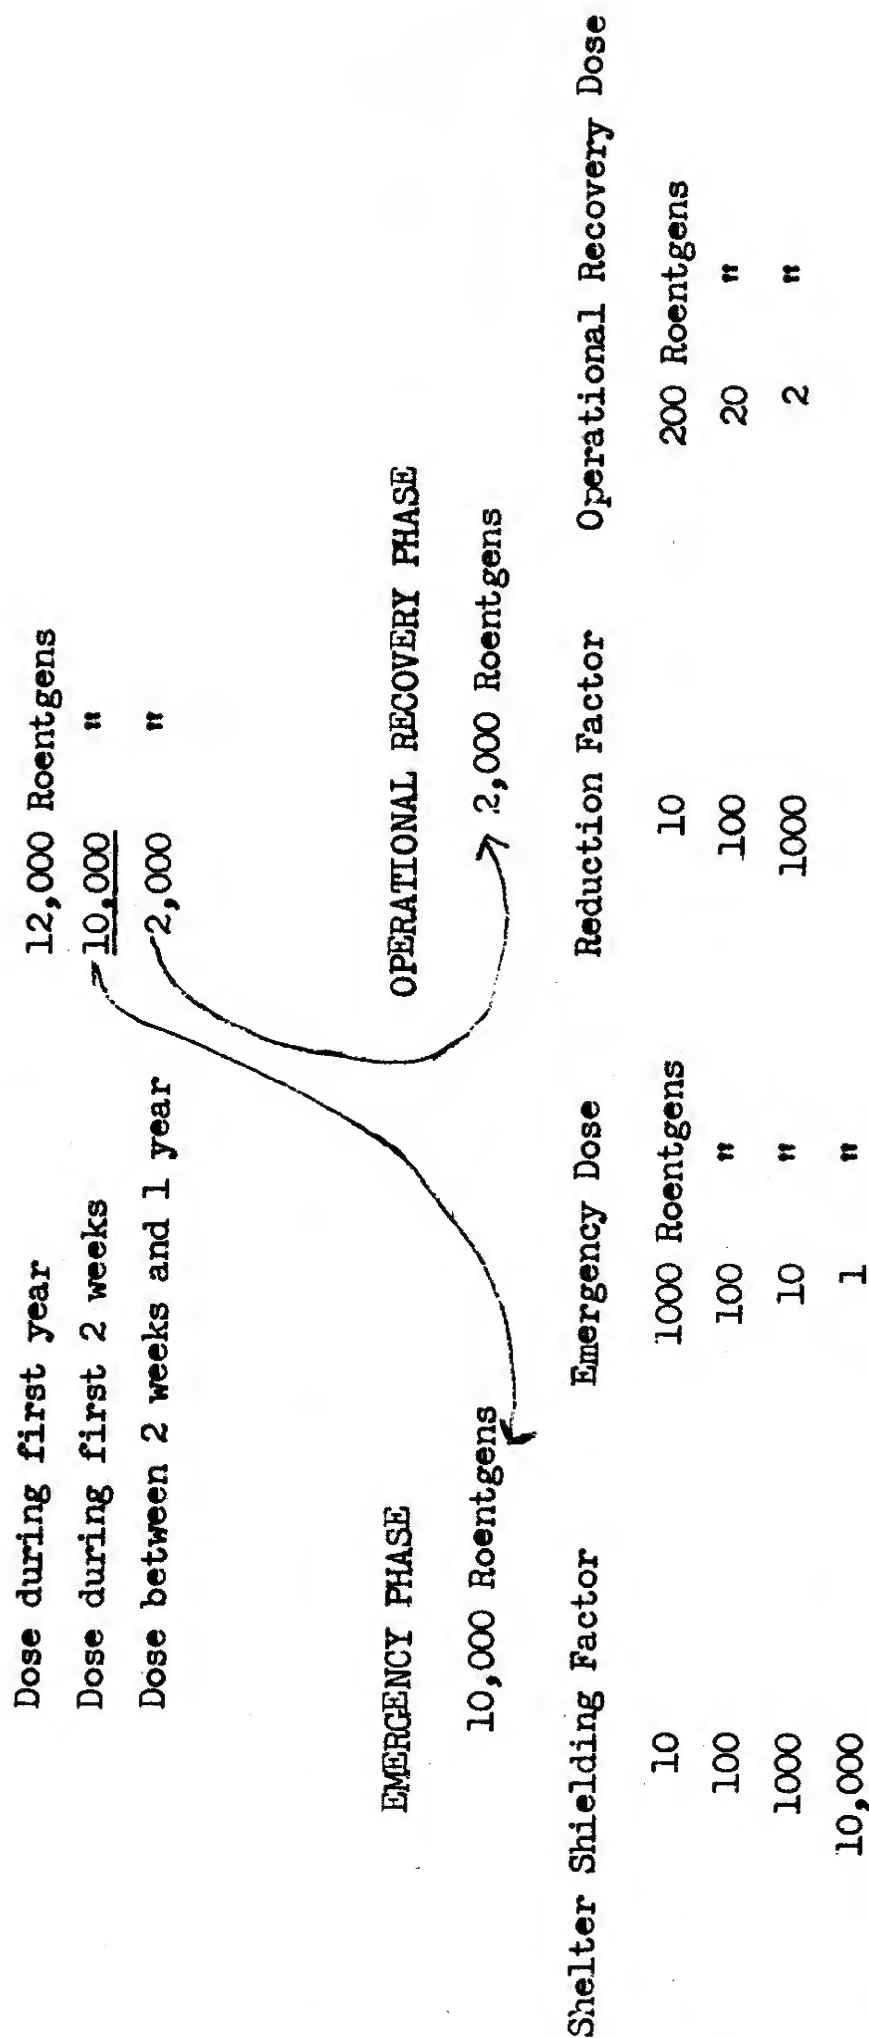 Dose during first year 12,000 Roentgens
Dose during first 2 weeks 10,000 "
Dose between 2 weeks and 1 year 2,000 "
EMERGENCY PHASE OPERATIONAL RECOVERY PHASE
10,000 Roentgens 2,000 Roentgens
Shelter Shielding Factor Emergency Dose Reduction Factor Operational Recovery Dose
10 1000 Roentgens 10 200 Roentgens
100 100 " 100 20 "
1000 10 " 1000 2 "
10,000 1 "